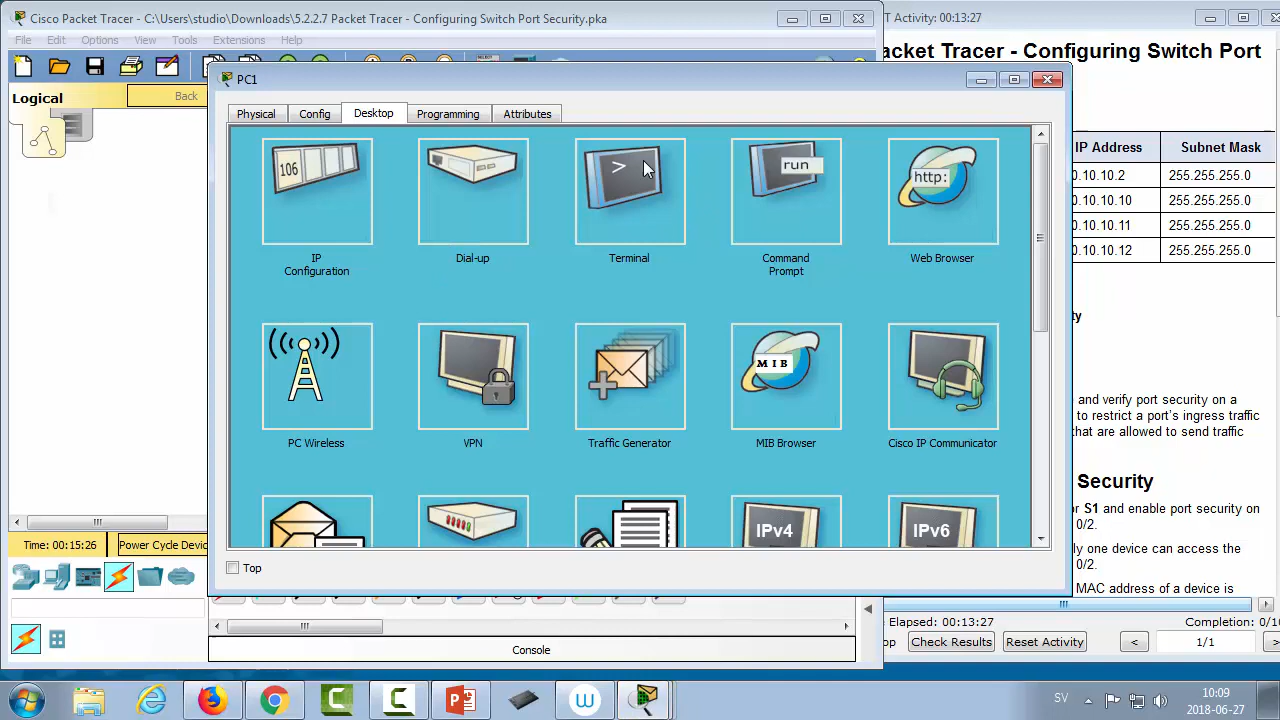 Cisco Packet Tracer - C:\Users\studio\Downloads\5.2.2.7 Packet Tracer - Configuring Switch Port Security.pka
T Activity: 00:13:27
File Edit Options View Tools Extensions Help
acket Tracer - Configuring Switch Port
Logical
Back
PC1
Physical Config Desktop Programming Attributes
106
>
run
http:
IP Configuration
Dial-up
Terminal
Command Prompt
Web Browser
MIB
PC Wireless
VPN
Traffic Generator
MIB Browser
Cisco IP Communicator
IPv4
IPv6
Top
IP Address Subnet Mask
0.10.10.2 255.255.255.0
0.10.10.10 255.255.255.0
0.10.10.11 255.255.255.0
0.10.10.12 255.255.255.0
ty
and verify port security on a
to restrict a port's ingress traffic
that are allowed to send traffic
Security
or S1 and enable port security on
0/2.
ly one device can access the
0/2.
MAC address of a device is
Time: 00:15:26
Power Cycle Devic
Elapsed: 00:13:27
Completion: 0/10
op
Check Results
Reset Activity
<
1/1
>
Console
SV
10:09
2018-06-27